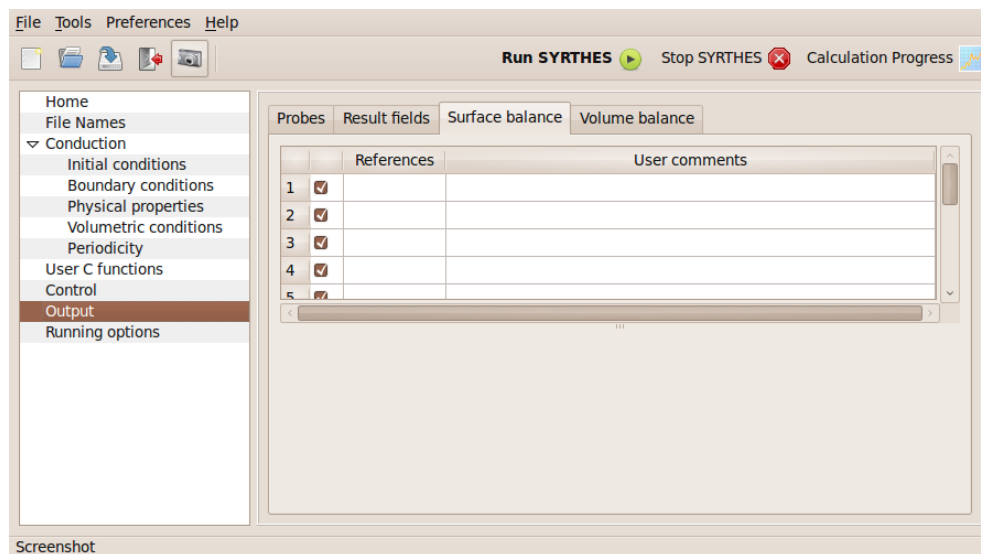 File Tools Preferences Help
Run SYRTHES Stop SYRTHES Calculation Progress
Home
File Names
Conduction
Initial conditions
Boundary conditions
Physical properties
Volumetric conditions
Periodicity
User C functions
Control
Output
Running options
Probes Result fields Surface balance Volume balance
References User comments
1
2
3
4
5
Screenshot